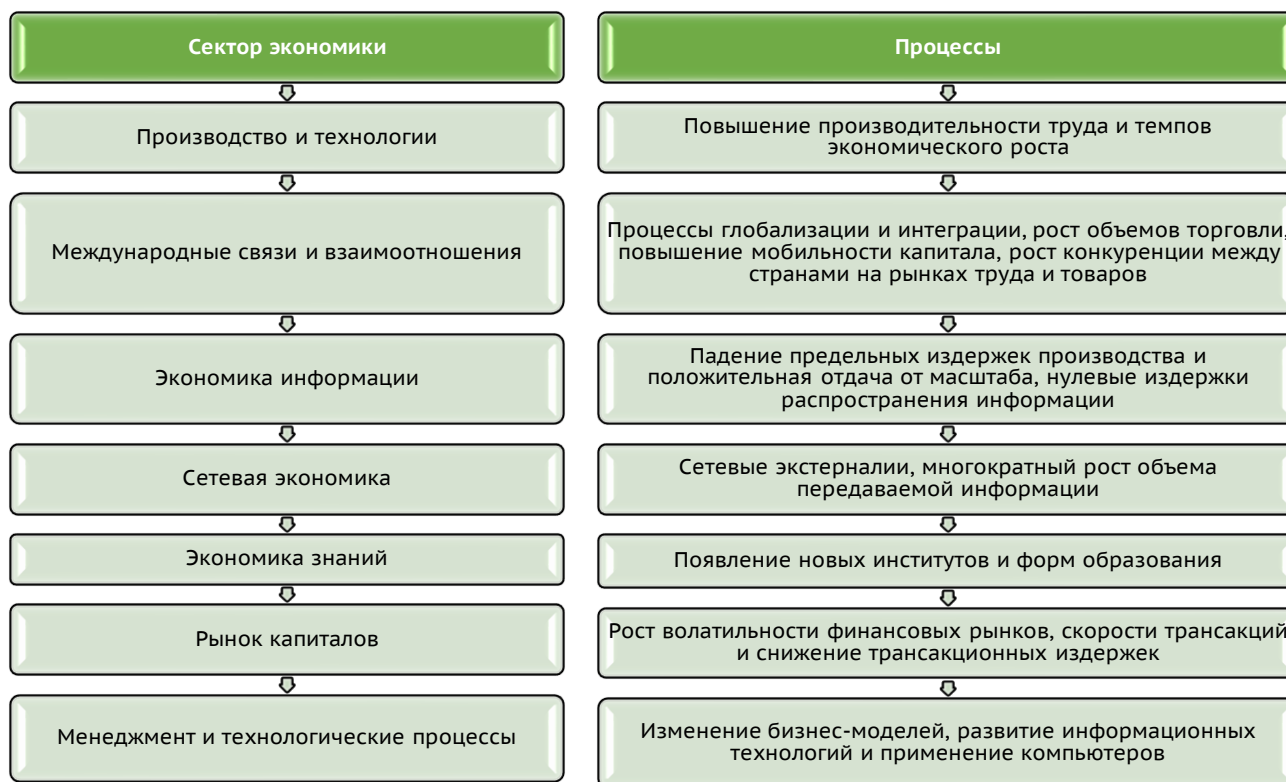 Сектор экономики
Процессы
Производство и технологии
Повышение производительности труда и темпов
экономического роста
Международные связи и взаимоотношения
Процессы глобализации и интеграции, рост объемов торговли,
повышение мобильности капитала, рост конкуренции между
странами на рынках труда и товаров
Экономика информации
Падение предельных издержек производства и
положительная отдача от масштаба, нулевые издержки
распространения информации
Сетевая экономика
Сетевые экстерналии, многократный рост объема
передаваемой информации
Экономика знаний
Появление новых институтов и форм образования
Рынок капиталов
Рост волатильности финансовых рынков, скорости трансакций
и снижение трансакционных издержек
Менеджмент и технологические процессы
Изменение бизнес-моделей, развитие информационных
технологий и применение компьютеров